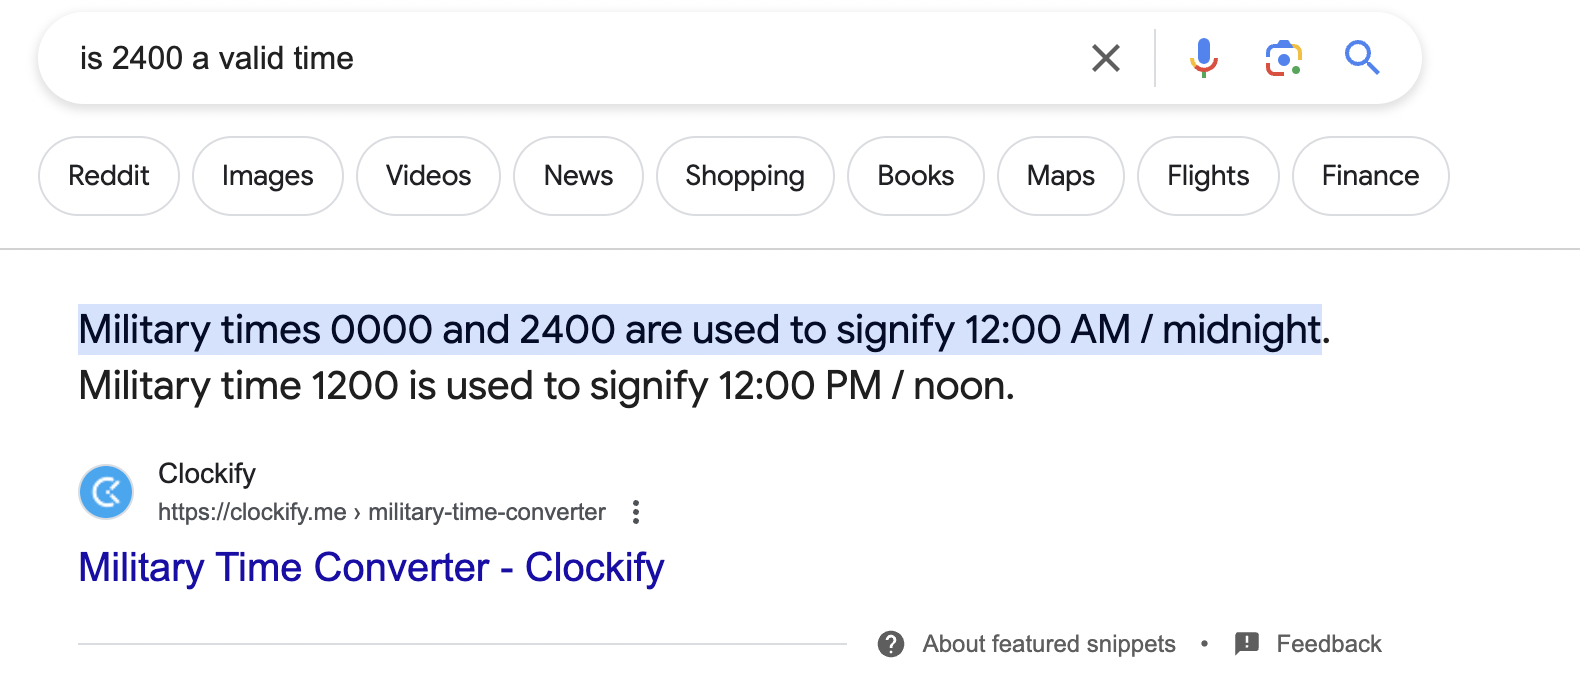 is 2400 a valid time
Reddit Images Videos News Shopping Books Maps Flights Finance
Military times 0000 and 2400 are used to signify 12:00 AM / midnight.
Military time 1200 is used to signify 12:00 PM / noon.
Clockify
https://clockify.me › military-time-converter
Military Time Converter - Clockify
About featured snippets • Feedback